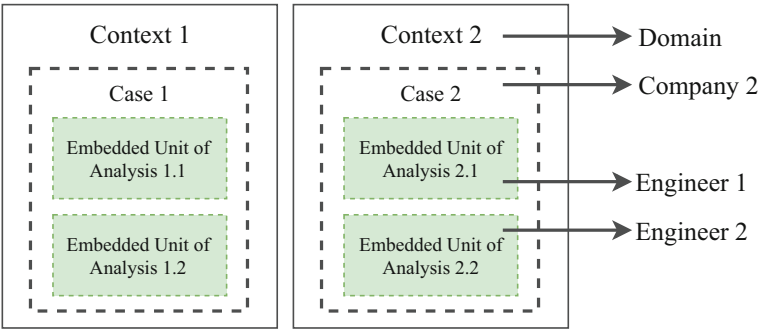 Context 1
Case 1
Embedded Unit of
Analysis 1.1
Embedded Unit of
Analysis 1.2
Context 2
Case 2
Embedded Unit of
Analysis 2.1
Embedded Unit of
Analysis 2.2
Domain
Company 2
Engineer 1
Engineer 2